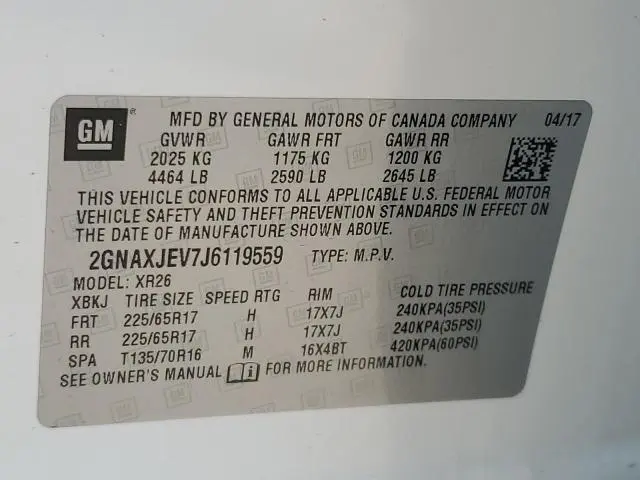 GM ® MFD BY GENERAL MOTORS OF CANADA COMPANY 04/17
GVWR GAWR FRT GAWR RR
2025 KG 1175 KG 1200 KG
4464 LB 2590 LB 2645 LB
THIS VEHICLE CONFORMS TO ALL APPLICABLE U.S. FEDERAL MOTOR
VEHICLE SAFETY AND THEFT PREVENTION STANDARDS IN EFFECT ON
THE DATE OF MANUFACTURE SHOWN ABOVE.
2GNAXJEV7J6119559 TYPE: M.P.V.
MODEL: XR26
XBKJ TIRE SIZE SPEED RTG RIM COLD TIRE PRESSURE
FRT 225/65R17 H 17X7J 240KPA(35PSI)
RR 225/65R17 H 17X7J 240KPA(35PSI)
SPA T135/70R16 M 16X4BT 420KPA(60PSI)
SEE OWNER'S MANUAL FOR MORE INFORMATION.